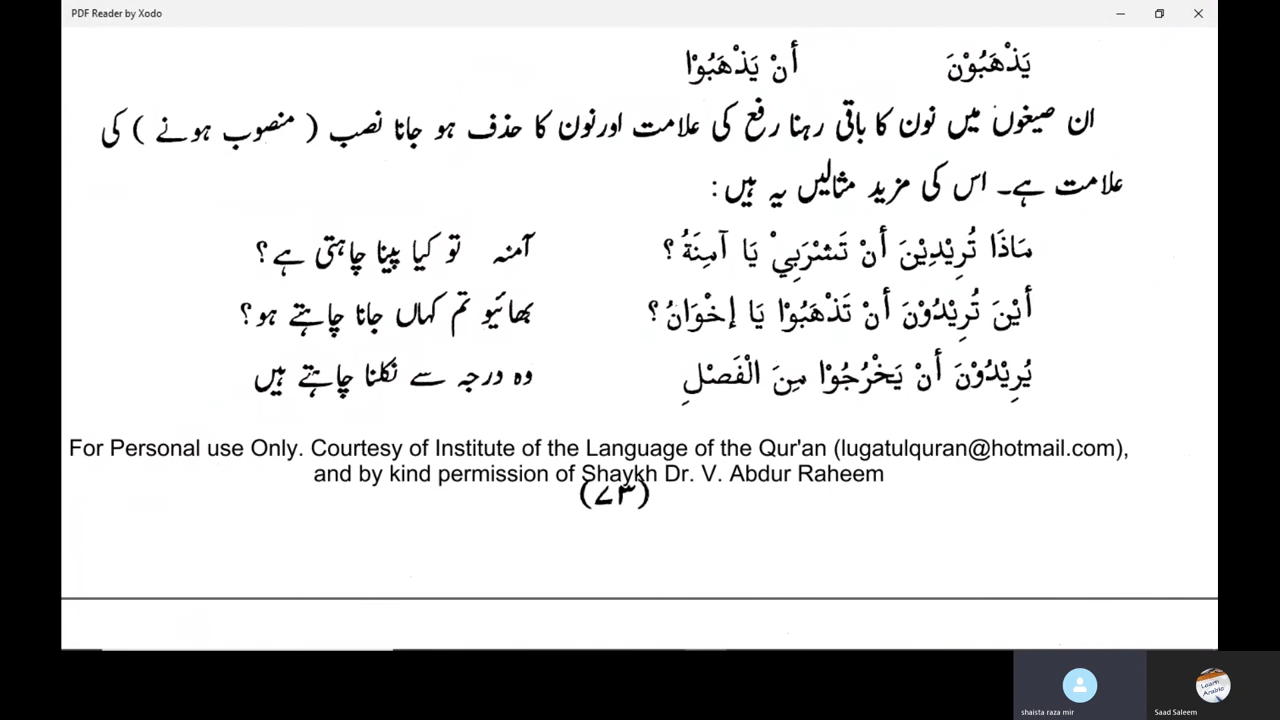 PDF Reader by Xodo
يَذْهَبُوْنَ أَنْ يَذْهَبُوْا
ان صیغوں میں نون کا باقی رہنا رفع کی علامت اورنون کا حذف ہو جانا نصب ( منصوب ہونے ) کی
علامت ہے۔ اس کی مزید مثالیں یہ ہیں :
مَاذَا تُرِيْدِيْنَ أَنْ تَشْرَبِيْ يَا آمِنَةُ ؟ آمنہ تو کیا پینا چاہتی ہے ؟
أَيْنَ تُرِيْدُوْنَ أَنْ تَذْهَبُوْا يَا إِخْوَانُ ؟ بھائیو تم کہاں جانا چاہتے ہو ؟
يُرِيْدُوْنَ أَنْ يَخْرُجُوْا مِنَ الْفَصْلِ وہ درجہ سے نکلنا چاہتے ہیں
For Personal use Only. Courtesy of Institute of the Language of the Qur'an (lugatulquran@hotmail.com),
and by kind permission of Shaykh Dr. V. Abdur Raheem
(۷۳)
shaista raza mir
Learn
Arabic
Saad Saleem